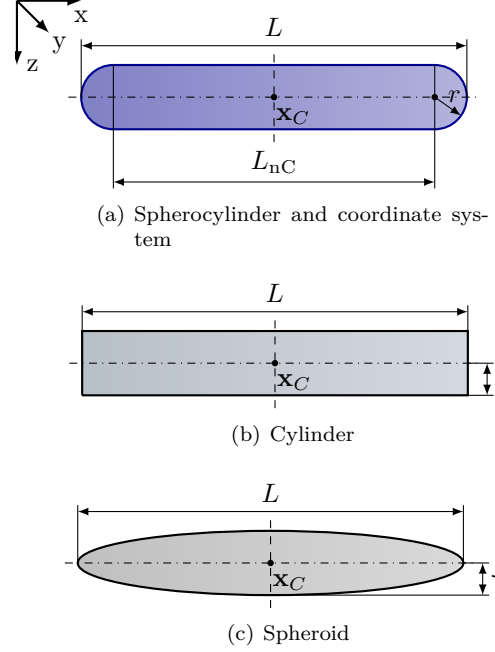 x
y
z
L
r
x_C
L_nC
(a) Spherocylinder and coordinate sys-
tem
L
x_C
(b) Cylinder
L
x_C
(c) Spheroid